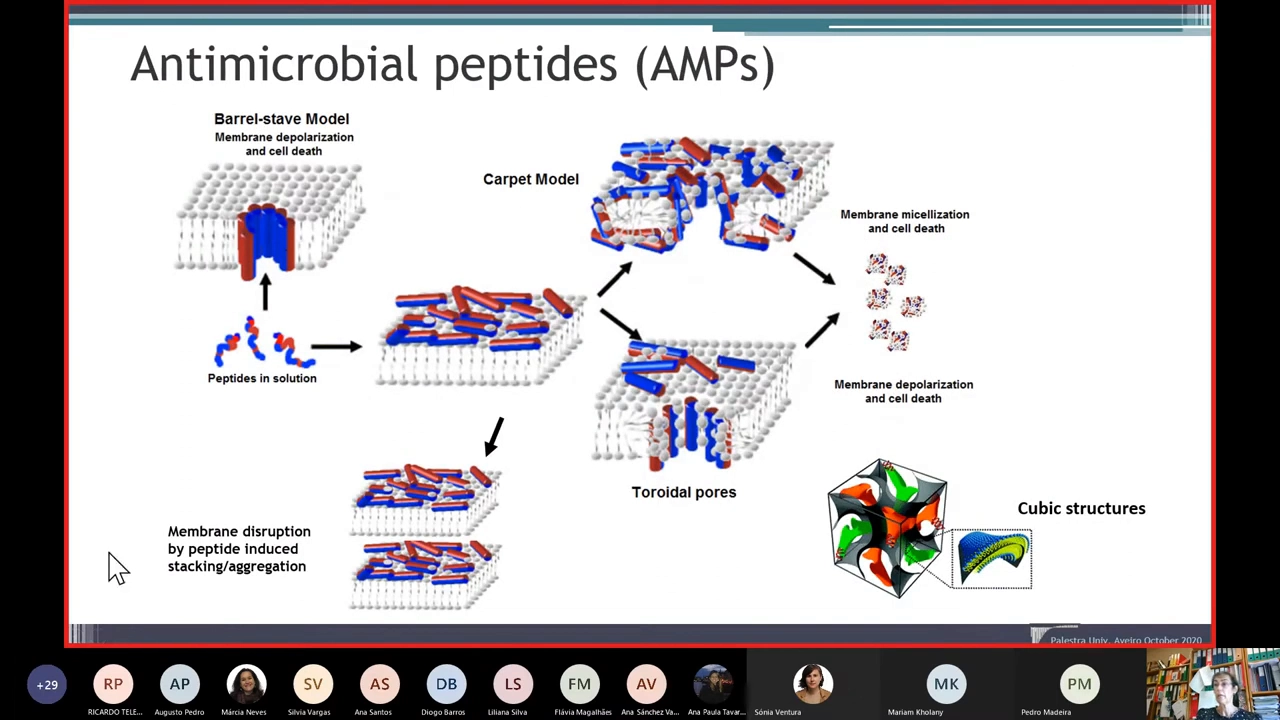 Antimicrobial peptides (AMPs)
Barrel-stave Model
Membrane depolarization
and cell death
Carpet Model
Membrane micellization
and cell death
Peptides in solution
Membrane depolarization
and cell death
Toroidal pores
Cubic structures
Membrane disruption
by peptide induced
stacking/aggregation
Palestra Univ. Aveiro October 2020
+29
RP
AP
SV
AS
DB
LS
FM
AV
MK
PM
RICARDO TELE...
Augusto Pedro
Márcia Neves
Silvia Vargas
Ana Santos
Diogo Barros
Liliana Silva
Flávia Magalhães
Ana Sánchez Va...
Ana Paula Tavar...
Sónia Ventura
Mariam Kholany
Pedro Madeira